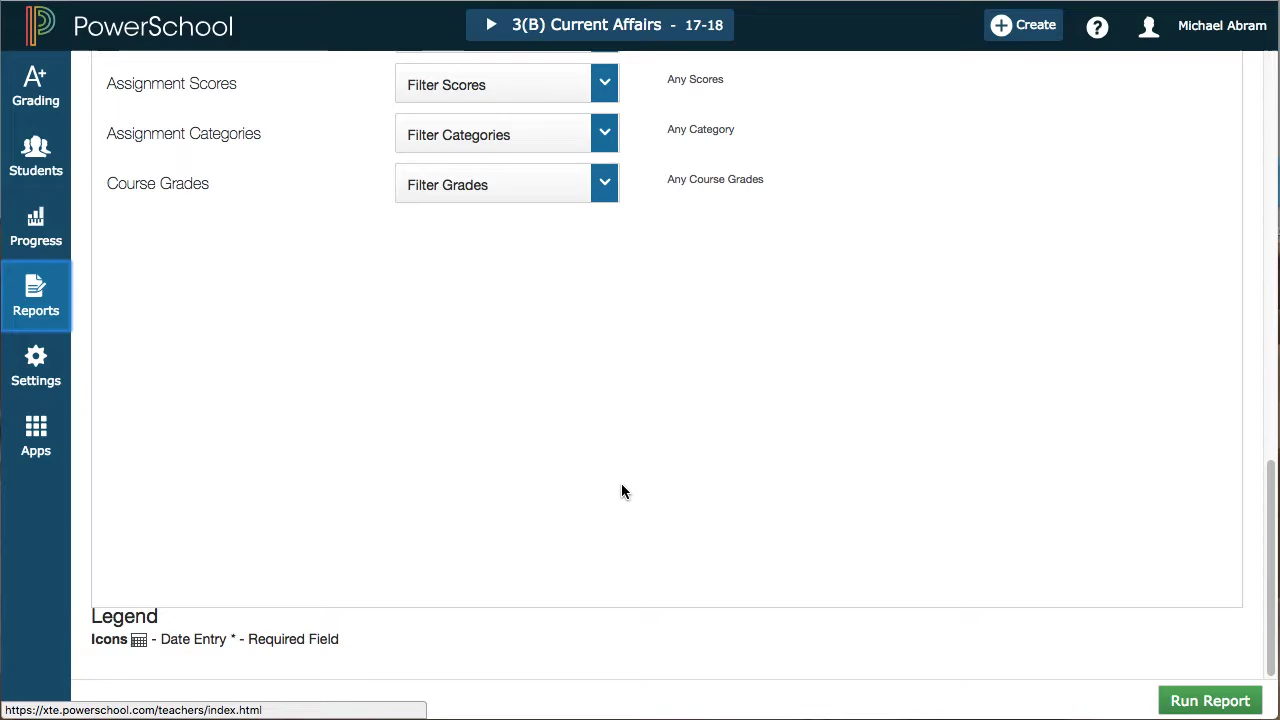 PowerSchool
3(B) Current Affairs - 17-18
Create
?
Michael Abram
A+
Grading
Students
Progress
Reports
Settings
Apps
Assignment Scores
Filter Scores
Any Scores
Assignment Categories
Filter Categories
Any Category
Course Grades
Filter Grades
Any Course Grades
Legend
Icons - Date Entry * - Required Field
https://xte.powerschool.com/teachers/index.html
Run Report